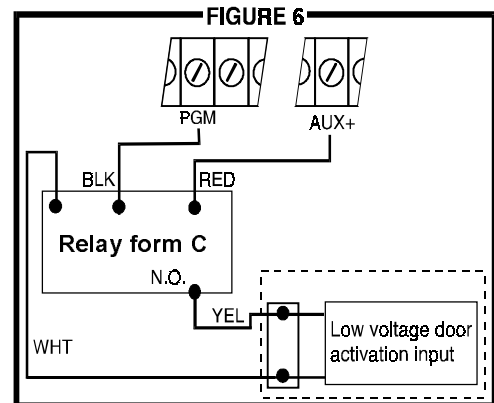 FIGURE 6
PGM
AUX+
BLK
RED
Relay form C
N.O.
YEL
Low voltage door
activation input
WHT